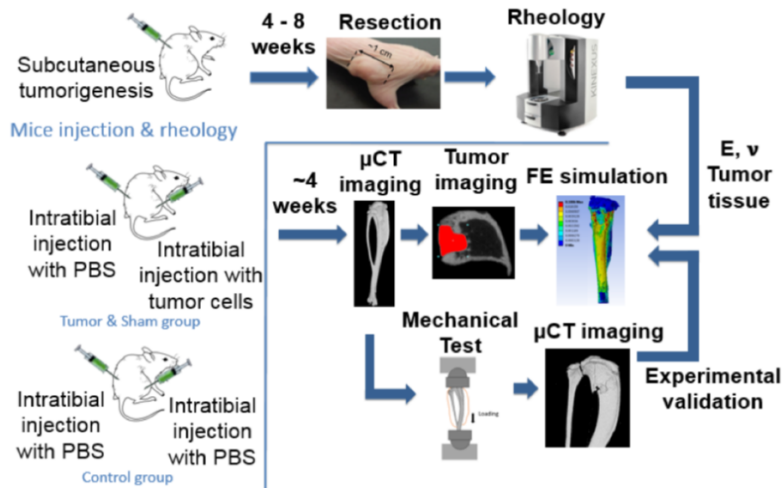 4 - 8
weeks
Resection
Rheology
~1 cm
KINEXUS
Subcutaneous
tumorigenesis
Mice injection & rheology
E, ν
Tumor
tissue
~4
weeks
µCT
imaging
Tumor
imaging
FE simulation
Intratibial
injection
with PBS
Intratibial
injection with
tumor cells
Tumor & Sham group
Mechanical
Test
µCT imaging
Loading
Experimental
validation
Intratibial
injection
with PBS
Intratibial
injection
with PBS
Control group